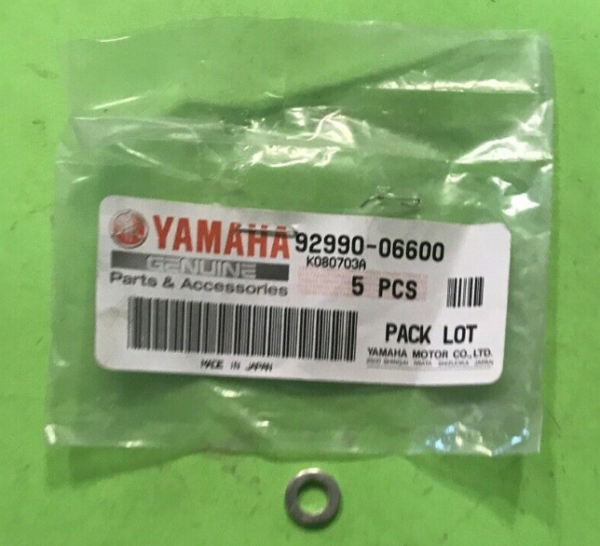 YAMAHA 92990-06600
GENUINE K080703A
Parts & Accessories 5 PCS
PACK LOT
YAMAHA MOTOR CO.,LTD.
MADE IN JAPAN